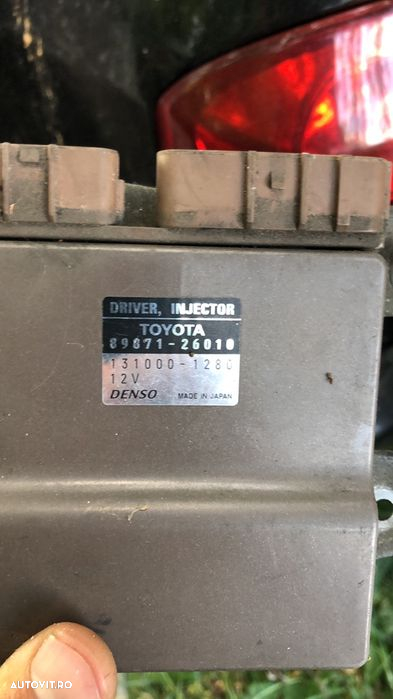 DRIVER, INJECTOR
TOYOTA
89871-26010
131000-1280
12V
DENSO MADE IN JAPAN
AUTOVIT.RO